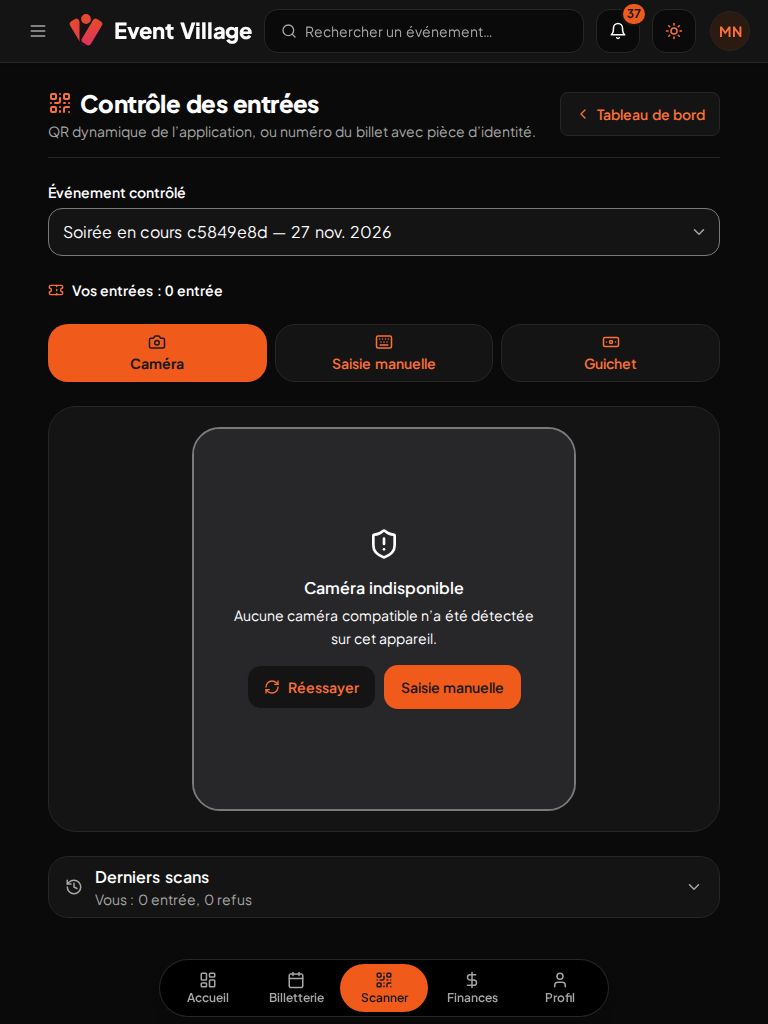 Event Village
Rechercher un événement…
37
MN
Contrôle des entrées
QR dynamique de l’application, ou numéro du billet avec pièce d’identité.
Tableau de bord
Événement contrôlé
Soirée en cours c5849e8d — 27 nov. 2026
Vos entrées : 0 entrée
Caméra
Saisie manuelle
Guichet
Caméra indisponible
Aucune caméra compatible n’a été détectée
sur cet appareil.
Réessayer
Saisie manuelle
Derniers scans
Vous : 0 entrée, 0 refus
Accueil
Billetterie
Scanner
Finances
Profil